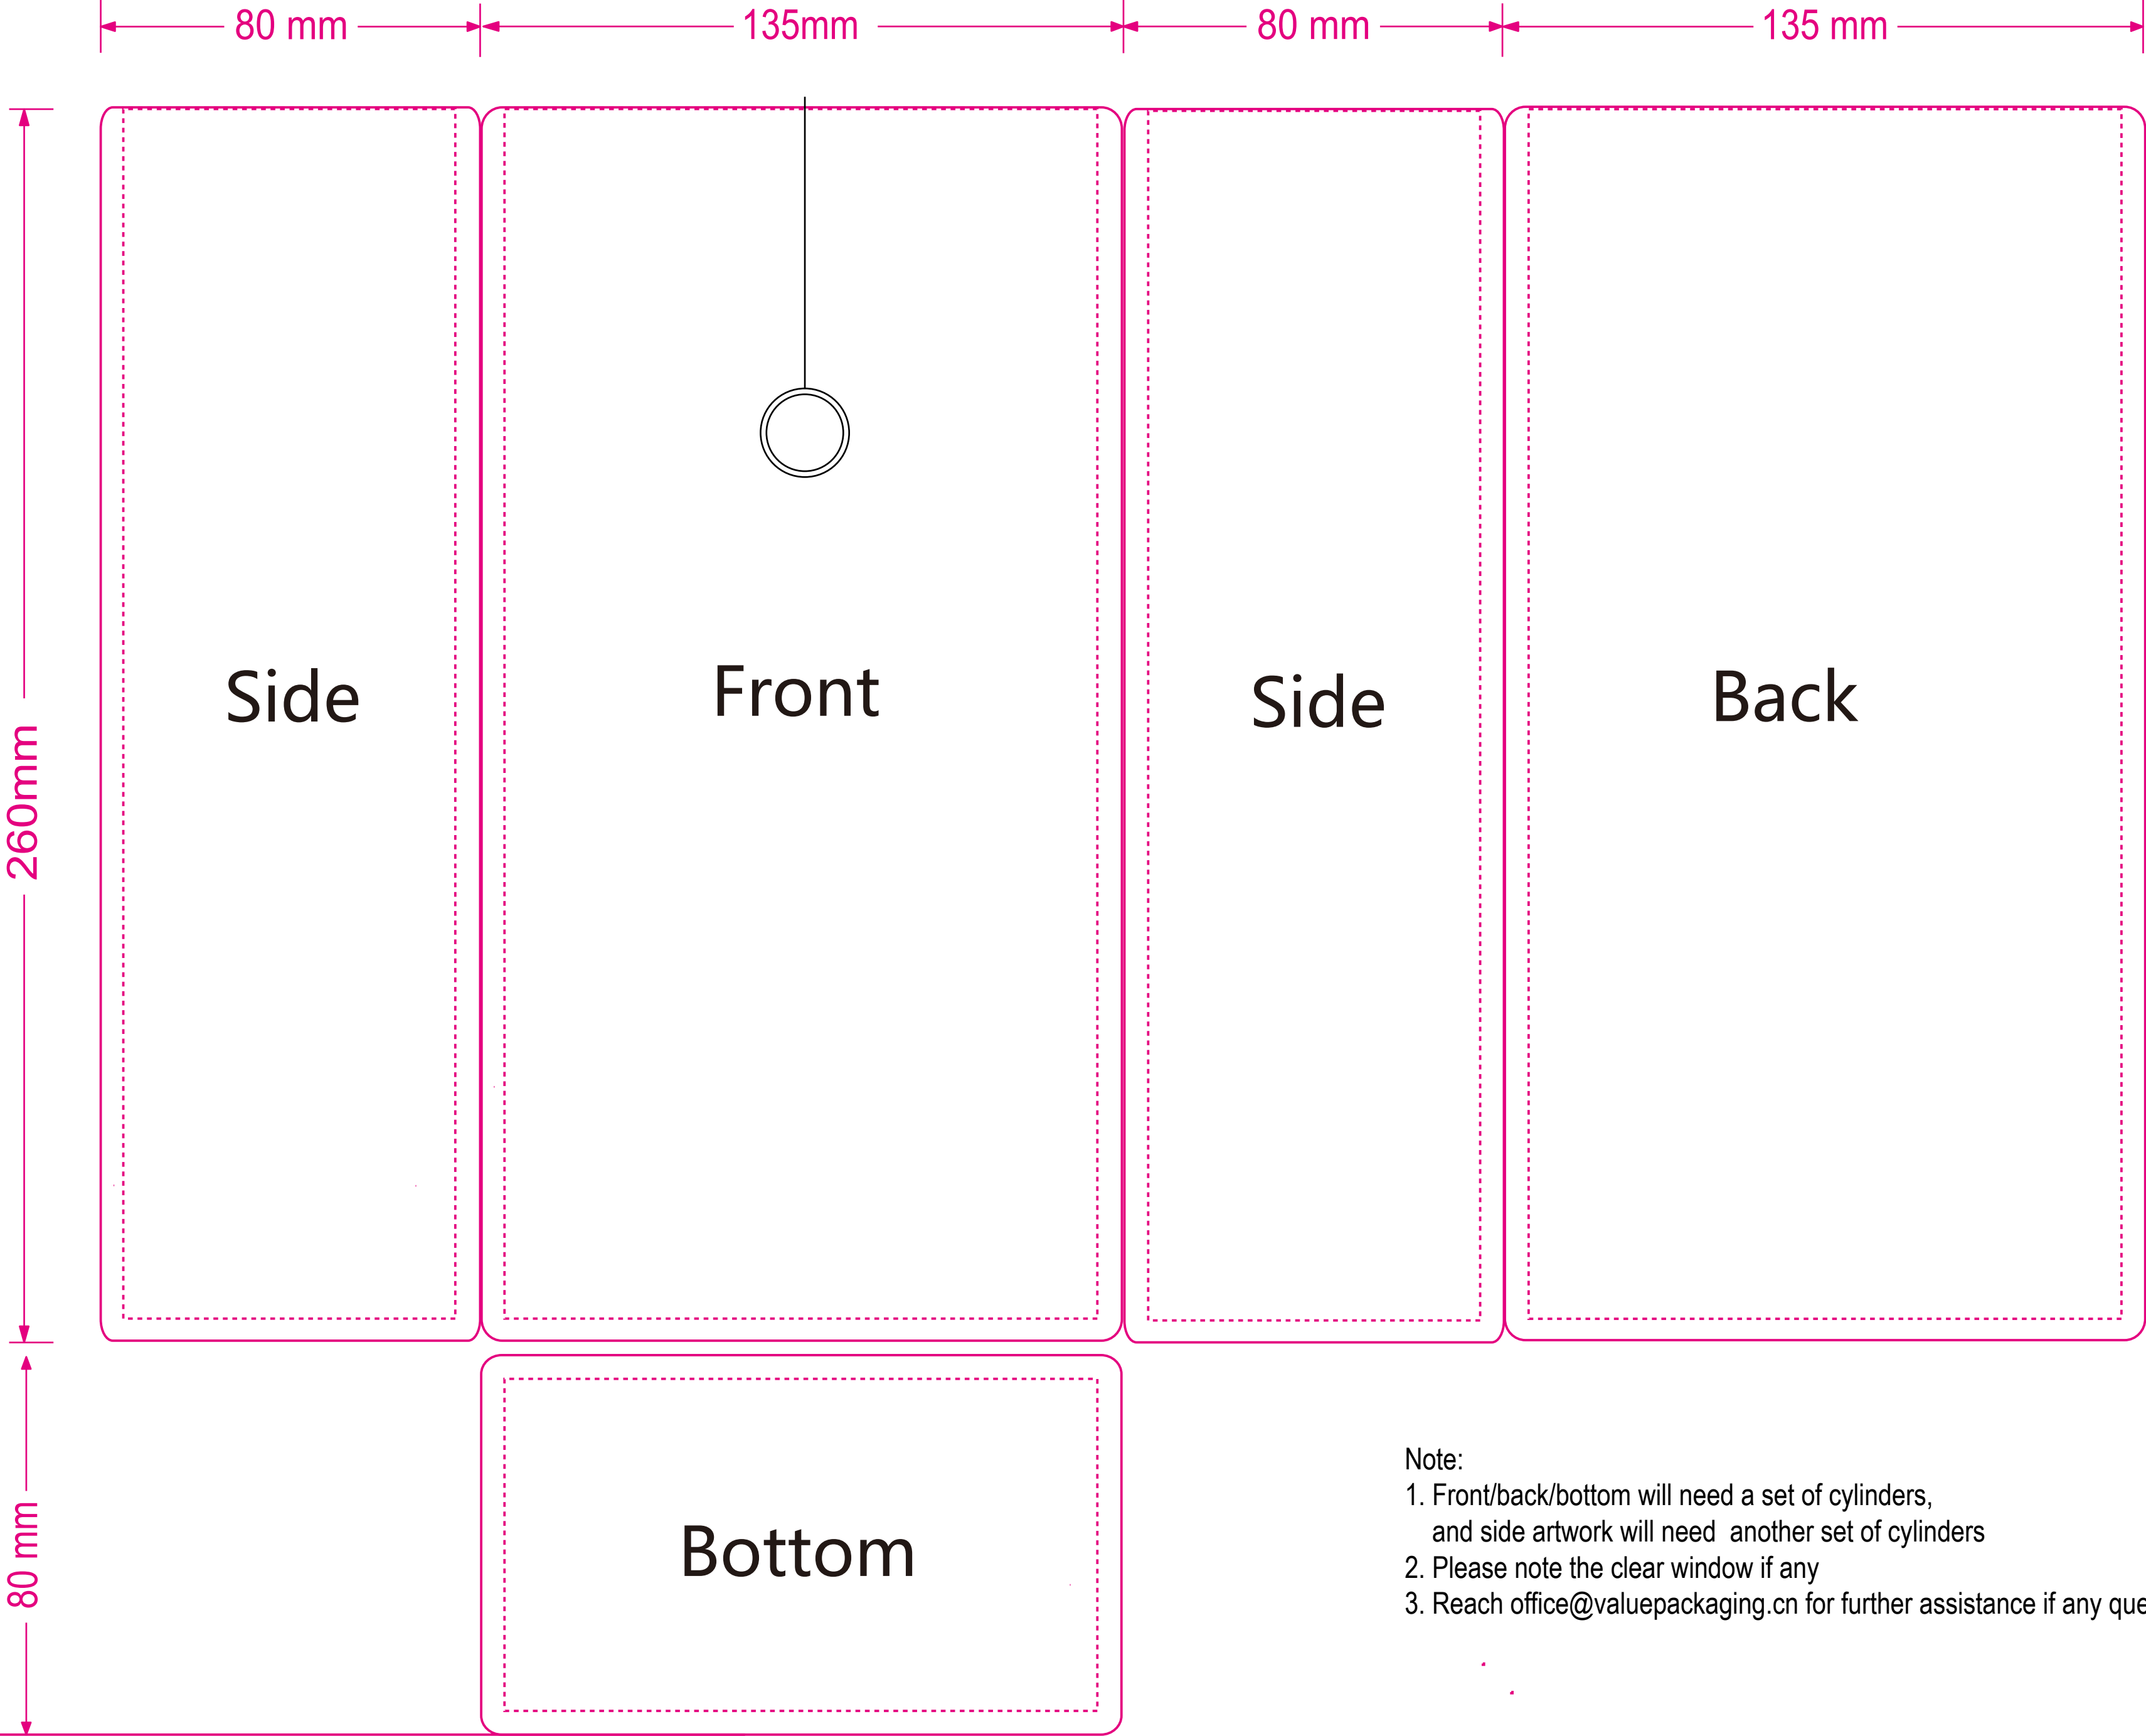 80 mm
135mm
80 mm
135 mm
260mm
Side
Front
Side
Back
80 mm
Bottom
Note:
1. Front/back/bottom will need a set of cylinders,
and side artwork will need another set of cylinders
2. Please note the clear window if any
3. Reach office@valuepackaging.cn for further assistance if any que